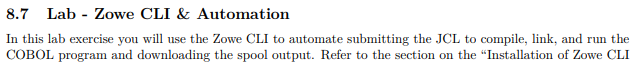 8.7 Lab - Zowe CLI & Automation
In this lab exercise you will use the Zowe CLI to automate submitting the JCL to compile, link, and run the
COBOL program and downloading the spool output. Refer to the section on the “Installation of Zowe CLI